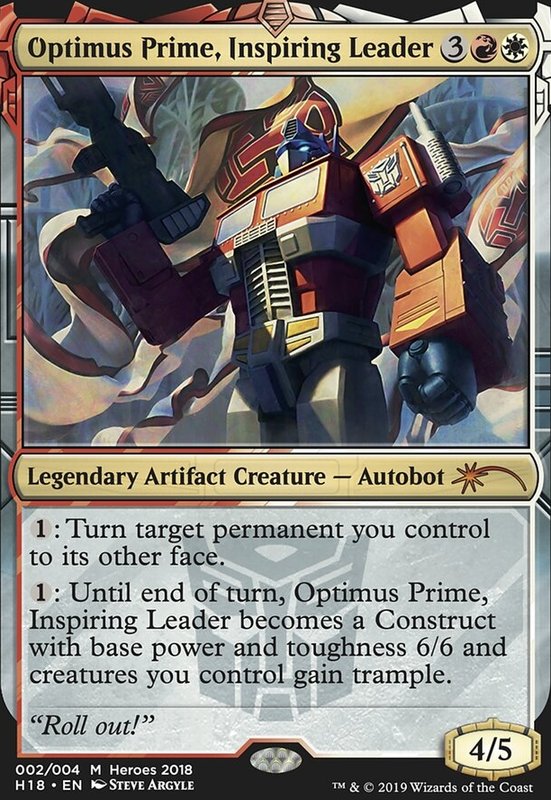 Optimus Prime, Inspiring Leader 3
Legendary Artifact Creature — Autobot
1: Turn target permanent you control
to its other face.
1: Until end of turn, Optimus Prime,
Inspiring Leader becomes a Construct
with base power and toughness 6/6 and
creatures you control gain trample.
“Roll out!”
4/5
002/004 M Heroes 2018
H18 • EN Steve Argyle
™ & © 2019 Wizards of the Coast